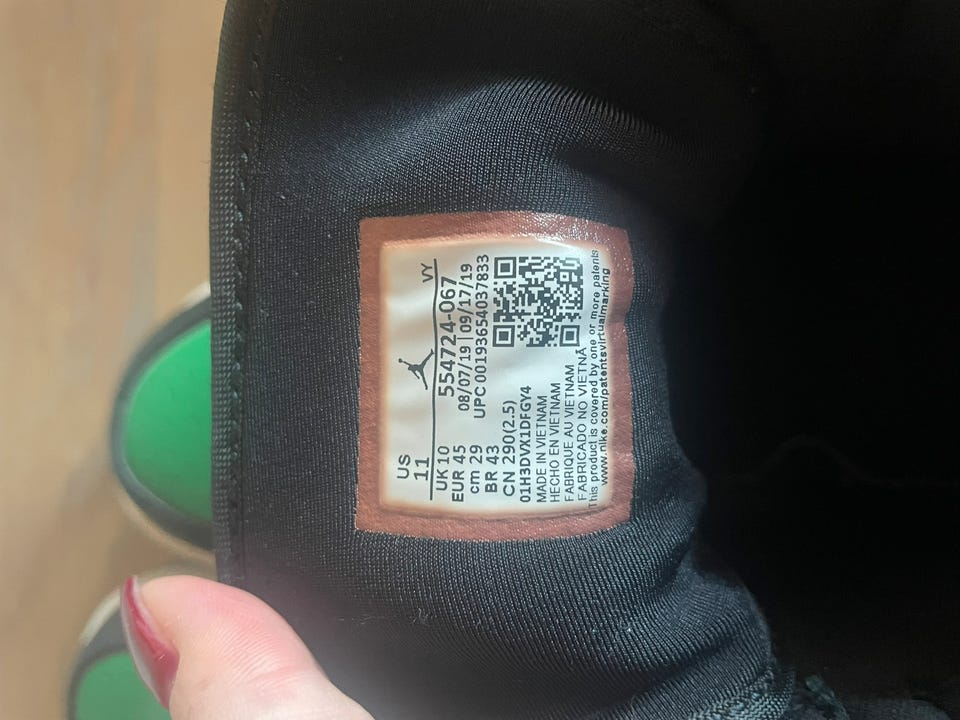 US
11 VY
UK 10 554724-067
EUR 45 08/07/19 | 09/17/19
cm 29 UPC 00193654037833
BR 43
CN 290(2.5)
01H3DVX1DFGY4
MADE IN VIETNAM
HECHO EN VIETNAM
FABRIQUE AU VIETNAM
FABRICADO NO VIETNÃ
This product is covered by one or more patents
www.nike.com/patentsvirtualmarking